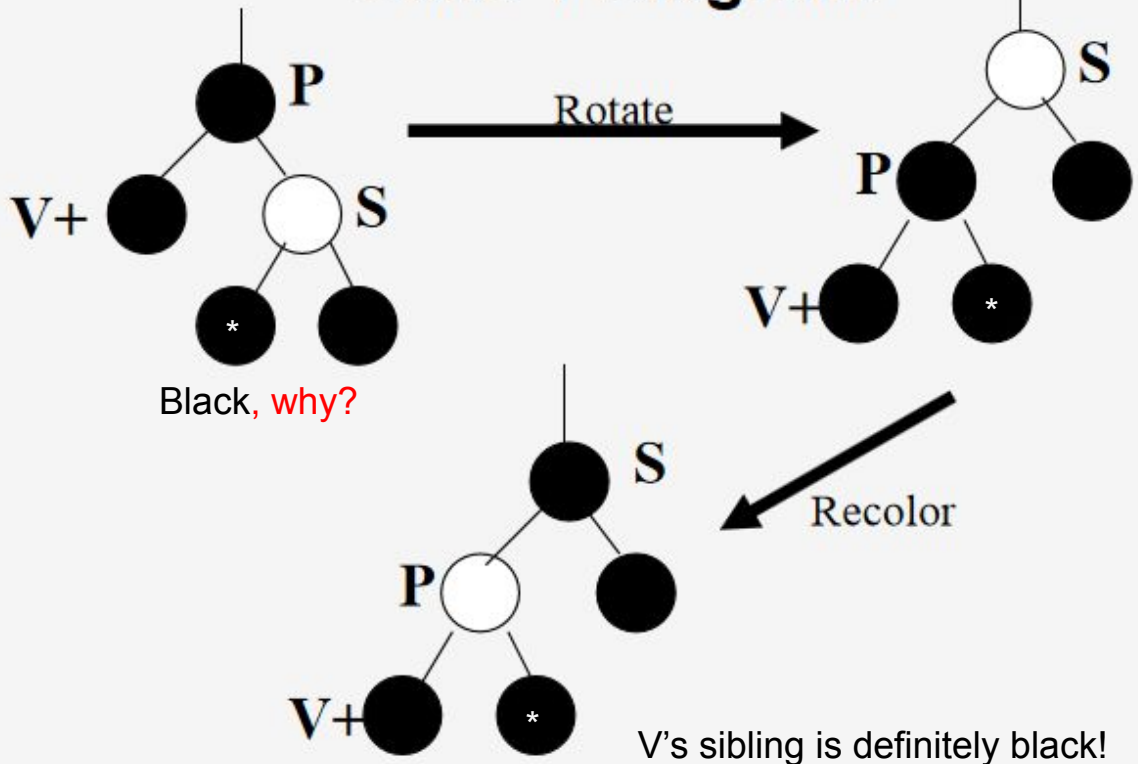 P
S
Rotate
V+
S
P
*
V+
*
Black, why?
S
Recolor
P
V+
*
V's sibling is definitely black!